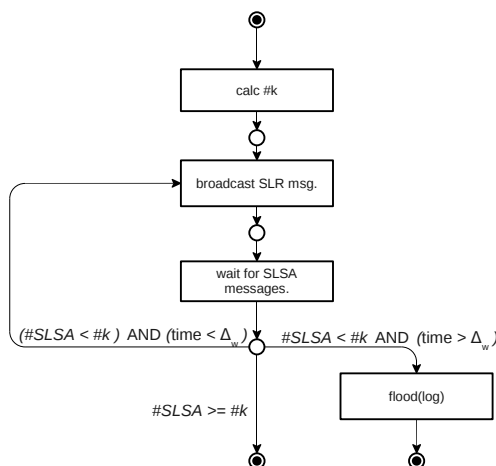 calc #k
broadcast SLR msg.
wait for SLSA
messages.
(#SLSA < #k ) AND (time < Δw )
#SLSA < #k AND (time > Δw )
flood(log)
#SLSA >= #k